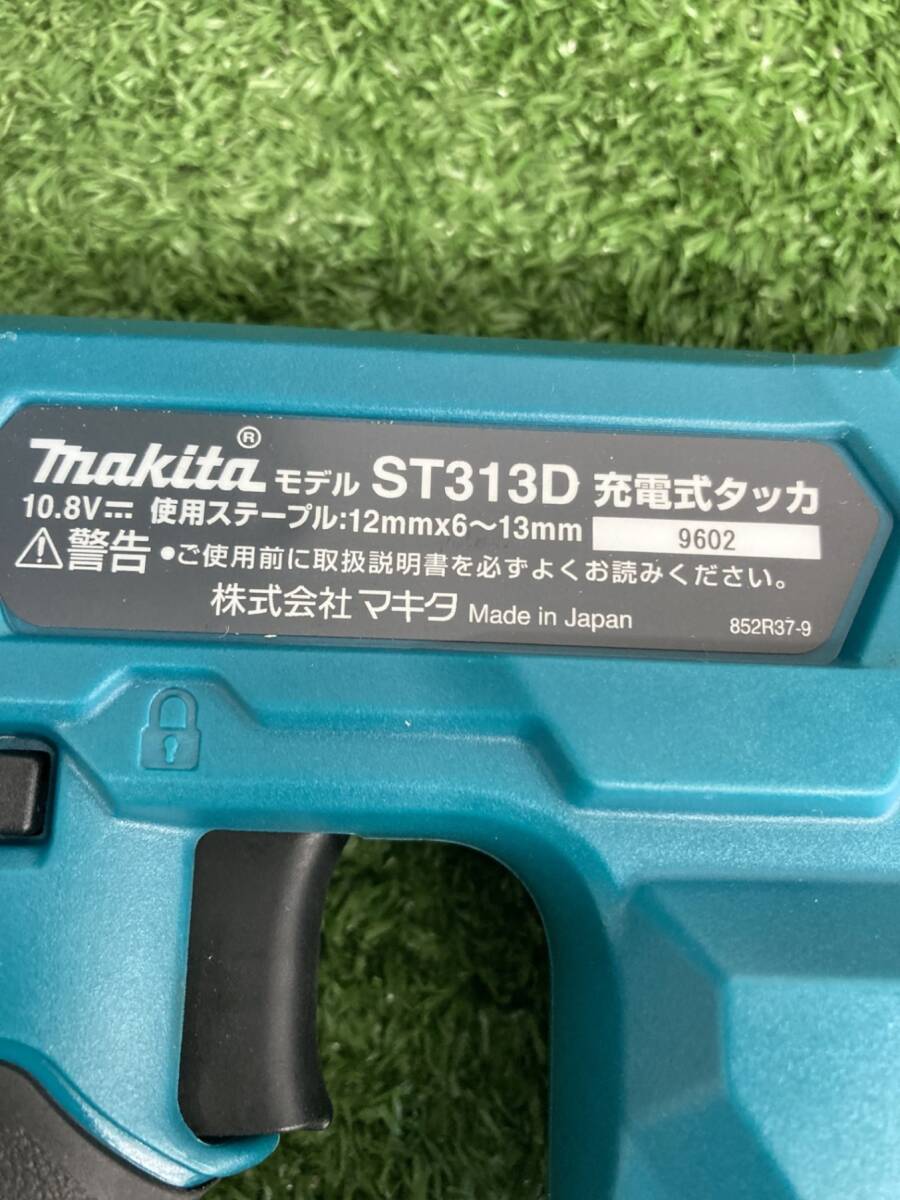 makita® モデル ST313D 充電式タッカ
10.8V⎓ 使用ステープル:12mmx6〜13mm 9602
⚠警告 ●ご使用前に取扱説明書を必ずよくお読みください。
株式会社マキタ Made in Japan 852R37-9